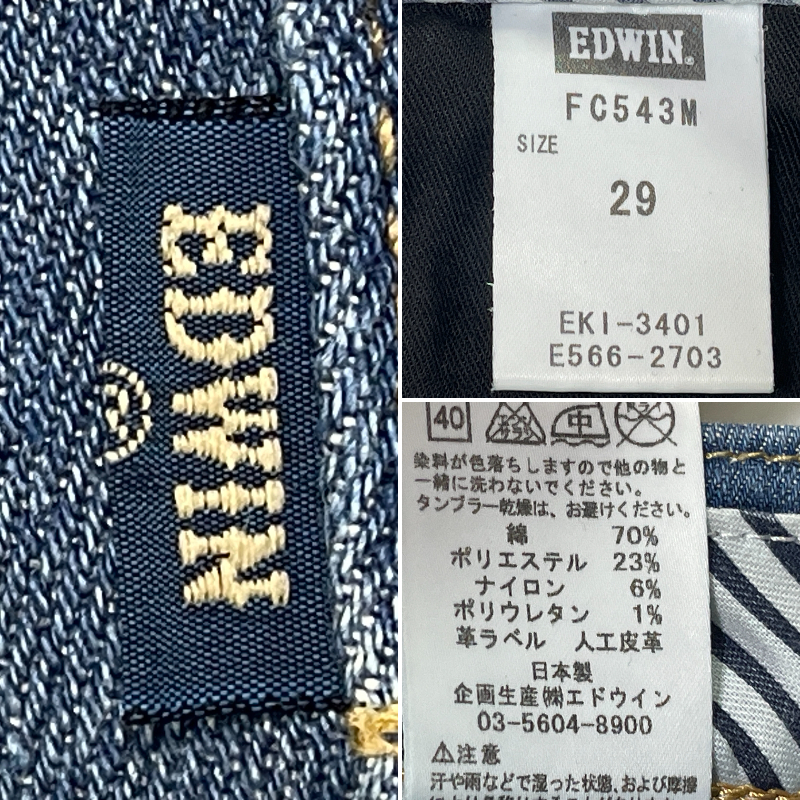 EDWIN
®
EDWIN®
FC543M
SIZE
29
EKI-3401
E566-2703
40
中
染料が色落ちしますので他の物と
一緒に洗わないでください。
タンブラー乾燥は、お避けください。
綿 70%
ポリエステル 23%
ナイロン 6%
ポリウレタン 1%
革ラベル 人工皮革
日本製
企画生産㈱エドウイン
03-5604-8900
⚠注意
汗や雨などで湿った状態、および摩擦